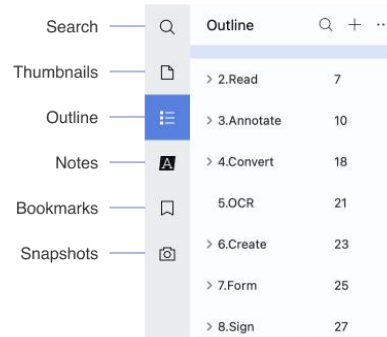 Search
Thumbnails
Outline
Notes
Bookmarks
Snapshots
A
Outline
2.Read 7
3.Annotate 10
4.Convert 18
5.OCR 21
6.Create 23
7.Form 25
8.Sign 27